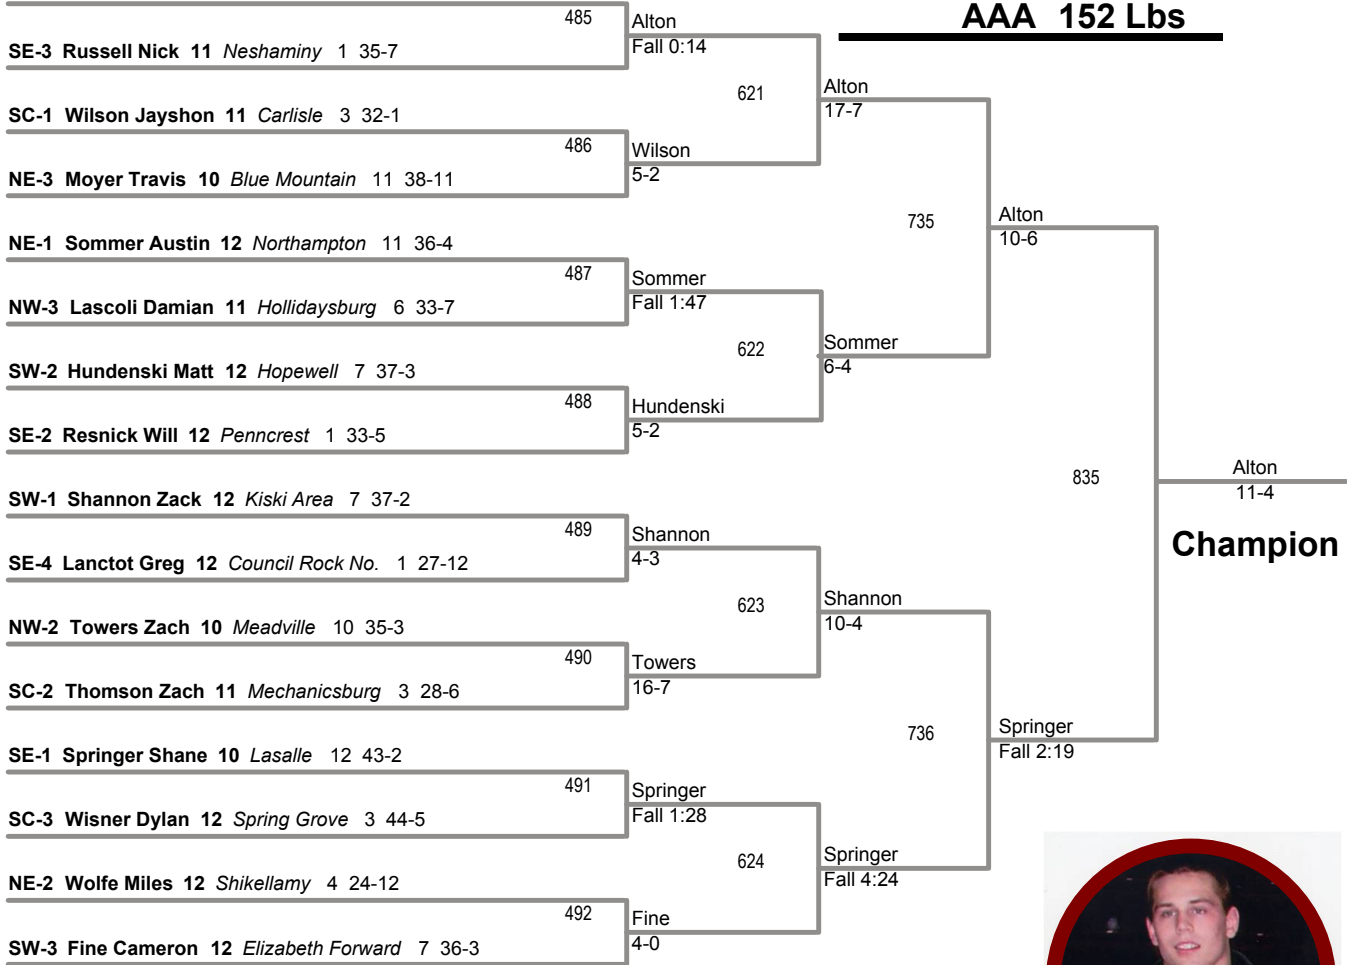 AAA 152 Lbs
485
Alton
Fall 0:14
SE-3 Russell Nick 11 Neshaminy 1 35-7
621
Alton
17-7
SC-1 Wilson Jayshon 11 Carlisle 3 32-1
486
Wilson
5-2
NE-3 Moyer Travis 10 Blue Mountain 11 38-11
735
Alton
10-6
NE-1 Sommer Austin 12 Northampton 11 36-4
487
Sommer
Fall 1:47
NW-3 Lascoli Damian 11 Hollidaysburg 6 33-7
622
Sommer
6-4
SW-2 Hundenski Matt 12 Hopewell 7 37-3
488
Hundenski
5-2
SE-2 Resnick Will 12 Penncrest 1 33-5
835
Alton
11-4
Champion
SW-1 Shannon Zack 12 Kiski Area 7 37-2
489
Shannon
4-3
SE-4 Lanctot Greg 12 Council Rock No. 1 27-12
623
Shannon
10-4
NW-2 Towers Zach 10 Meadville 10 35-3
490
Towers
16-7
SC-2 Thomson Zach 11 Mechanicsburg 3 28-6
736
Springer
Fall 2:19
SE-1 Springer Shane 10 Lasalle 12 43-2
491
Springer
Fall 1:28
SC-3 Wisner Dylan 12 Spring Grove 3 44-5
624
Springer
Fall 4:24
NE-2 Wolfe Miles 12 Shikellamy 4 24-12
492
Fine
4-0
SW-3 Fine Cameron 12 Elizabeth Forward 7 36-3